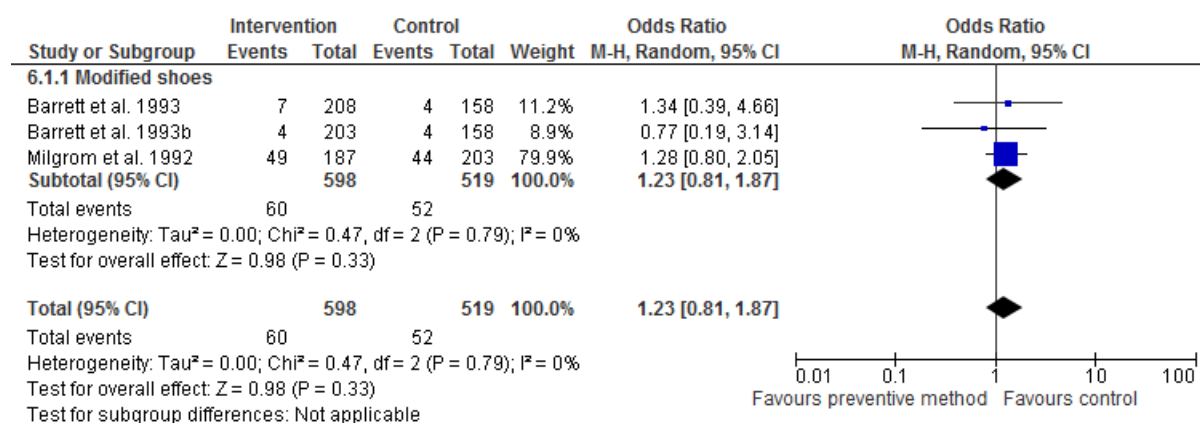 Intervention Control Odds Ratio Odds Ratio
Study or Subgroup Events Total Events Total Weight M-H, Random, 95% CI M-H, Random, 95% CI
6.1.1 Modified shoes
Barrett et al. 1993 7 208 4 158 11.2% 1.34 [0.39, 4.66]
Barrett et al. 1993b 4 203 4 158 8.9% 0.77 [0.19, 3.14]
Milgrom et al. 1992 49 187 44 203 79.9% 1.28 [0.80, 2.05]
Subtotal (95% CI) 598 519 100.0% 1.23 [0.81, 1.87]
Total events 60 52
Heterogeneity: Tau² = 0.00; Chi² = 0.47, df = 2 (P = 0.79); I² = 0%
Test for overall effect: Z = 0.98 (P = 0.33)
Total (95% CI) 598 519 100.0% 1.23 [0.81, 1.87]
Total events 60 52
Heterogeneity: Tau² = 0.00; Chi² = 0.47, df = 2 (P = 0.79); I² = 0%
Test for overall effect: Z = 0.98 (P = 0.33)
Test for subgroup differences: Not applicable
0.01 0.1 1 10 100
Favours preventive method Favours control